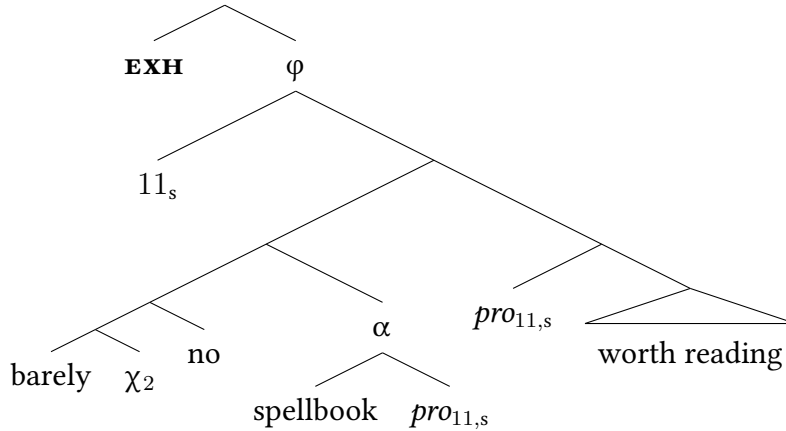 EXH φ
11ₛ
barely χ₂ no α pro₁₁,ₛ worth reading
spellbook pro₁₁,ₛ